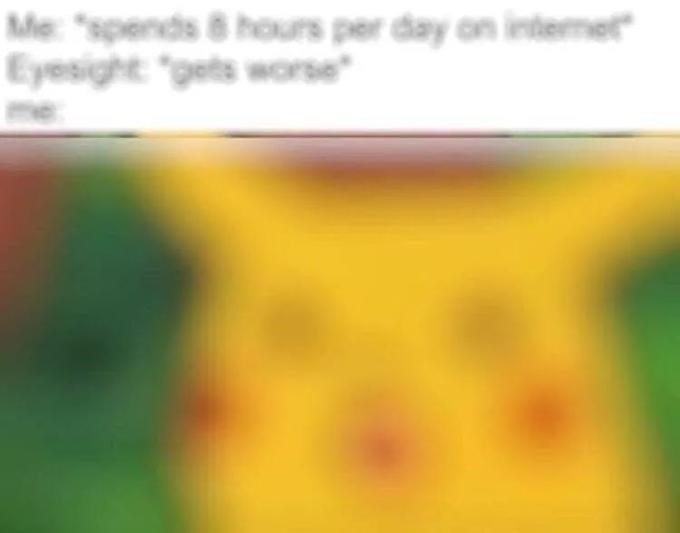 Me: *spends 8 hours per day on internet*
Eyesight: *gets worse*
me: